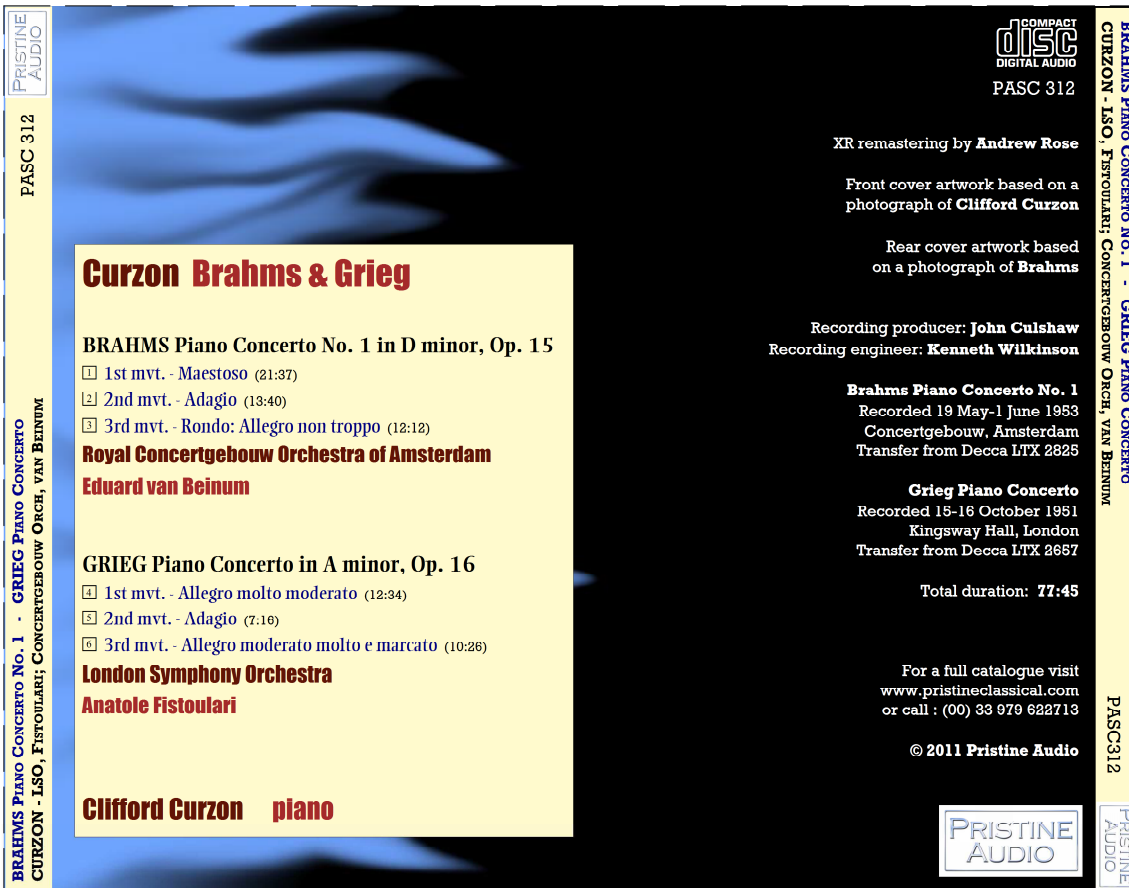 PRISTINE
AUDIO
PASC 312
BRAHMS PIANO CONCERTO NO. 1 - GRIEG PIANO CONCERTO
CURZON - LSO, FISTOULARI; CONCERTGEBOUW ORCH, VAN BEINUM
Curzon Brahms & Grieg
BRAHMS Piano Concerto No. 1 in D minor, Op. 15
1 1st mvt. - Maestoso (21:37)
2 2nd mvt. - Adagio (13:40)
3 3rd mvt. - Rondo: Allegro non troppo (12:12)
Royal Concertgebouw Orchestra of Amsterdam
Eduard van Beinum
GRIEG Piano Concerto in A minor, Op. 16
4 1st mvt. - Allegro molto moderato (12:34)
5 2nd mvt. - Adagio (7:16)
6 3rd mvt. - Allegro moderato molto e marcato (10:26)
London Symphony Orchestra
Anatole Fistoulari
Clifford Curzon piano
COMPACT
disc
DIGITAL AUDIO
PASC 312
XR remastering by Andrew Rose
Front cover artwork based on a
photograph of Clifford Curzon
Rear cover artwork based
on a photograph of Brahms
Recording producer: John Culshaw
Recording engineer: Kenneth Wilkinson
Brahms Piano Concerto No. 1
Recorded 19 May-1 June 1953
Concertgebouw, Amsterdam
Transfer from Decca LTX 2825
Grieg Piano Concerto
Recorded 15-16 October 1951
Kingsway Hall, London
Transfer from Decca LTX 2657
Total duration: 77:45
For a full catalogue visit
www.pristineclassical.com
or call : (00) 33 979 622713
© 2011 Pristine Audio
PRISTINE
AUDIO
BRAHMS PIANO CONCERTO NO. 1 - GRIEG PIANO CONCERTO
CURZON - LSO, FISTOULARI; CONCERTGEBOUW ORCH, VAN BEINUM
PASC312
PRISTINE
AUDIO